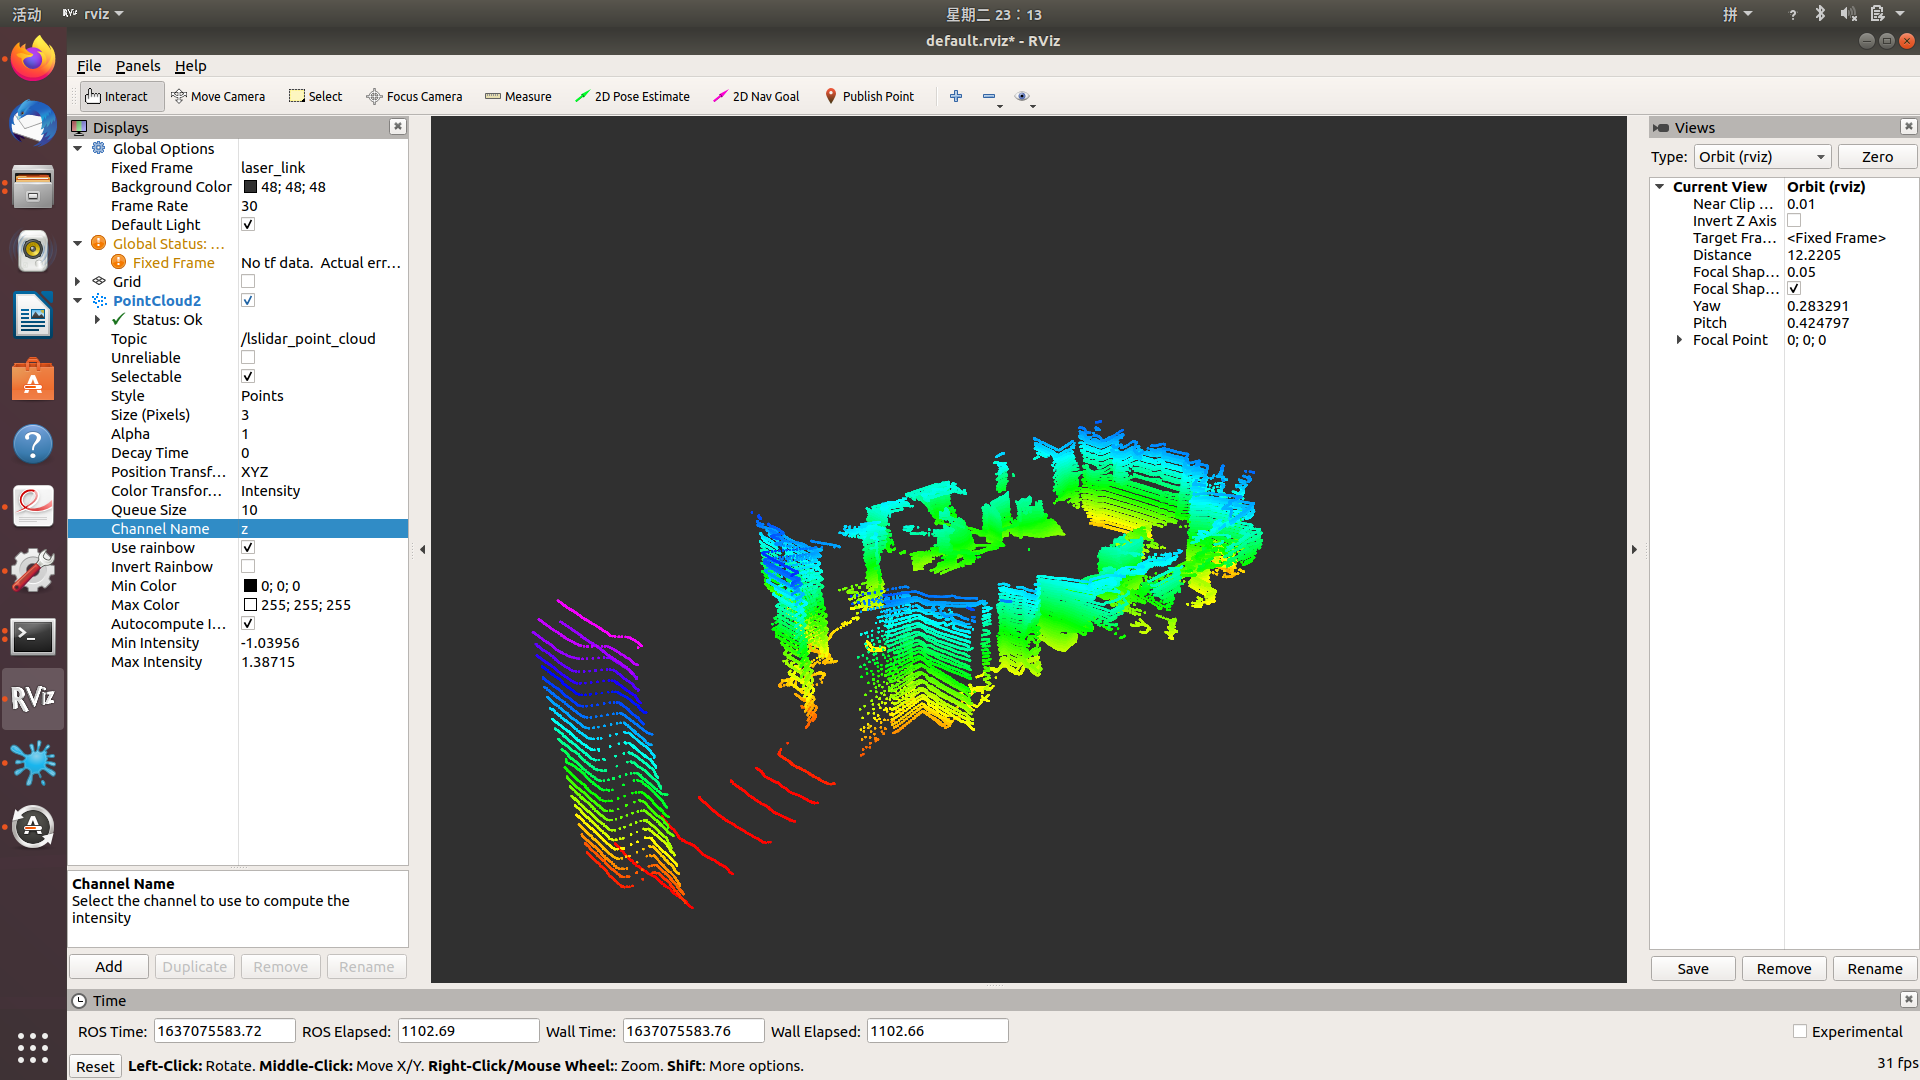 活动 RViz rviz 星期二 23：13 拼 ?
default.rviz* - RViz
File Panels Help
Interact Move Camera Select Focus Camera Measure 2D Pose Estimate 2D Nav Goal Publish Point
Displays
Global Options
Fixed Frame laser_link
Background Color 48; 48; 48
Frame Rate 30
Default Light
Global Status: ...
Fixed Frame No tf data. Actual err...
Grid
PointCloud2
Status: Ok
Topic /lslidar_point_cloud
Unreliable
Selectable
Style Points
Size (Pixels) 3
Alpha 1
Decay Time 0
Position Transf... XYZ
Color Transfor... Intensity
Queue Size 10
Channel Name z
Use rainbow
Invert Rainbow
Min Color 0; 0; 0
Max Color 255; 255; 255
Autocompute I...
Min Intensity -1.03956
Max Intensity 1.38715
Channel Name
Select the channel to use to compute the
intensity
Add Duplicate Remove Rename
Views
Type: Orbit (rviz) Zero
Current View Orbit (rviz)
Near Clip ... 0.01
Invert Z Axis
Target Fra... <Fixed Frame>
Distance 12.2205
Focal Shap... 0.05
Focal Shap...
Yaw 0.283291
Pitch 0.424797
Focal Point 0; 0; 0
Save Remove Rename
RViz
Time
ROS Time: 1637075583.72 ROS Elapsed: 1102.69 Wall Time: 1637075583.76 Wall Elapsed: 1102.66 Experimental
Reset Left-Click: Rotate. Middle-Click: Move X/Y. Right-Click/Mouse Wheel:: Zoom. Shift: More options. 31 fps